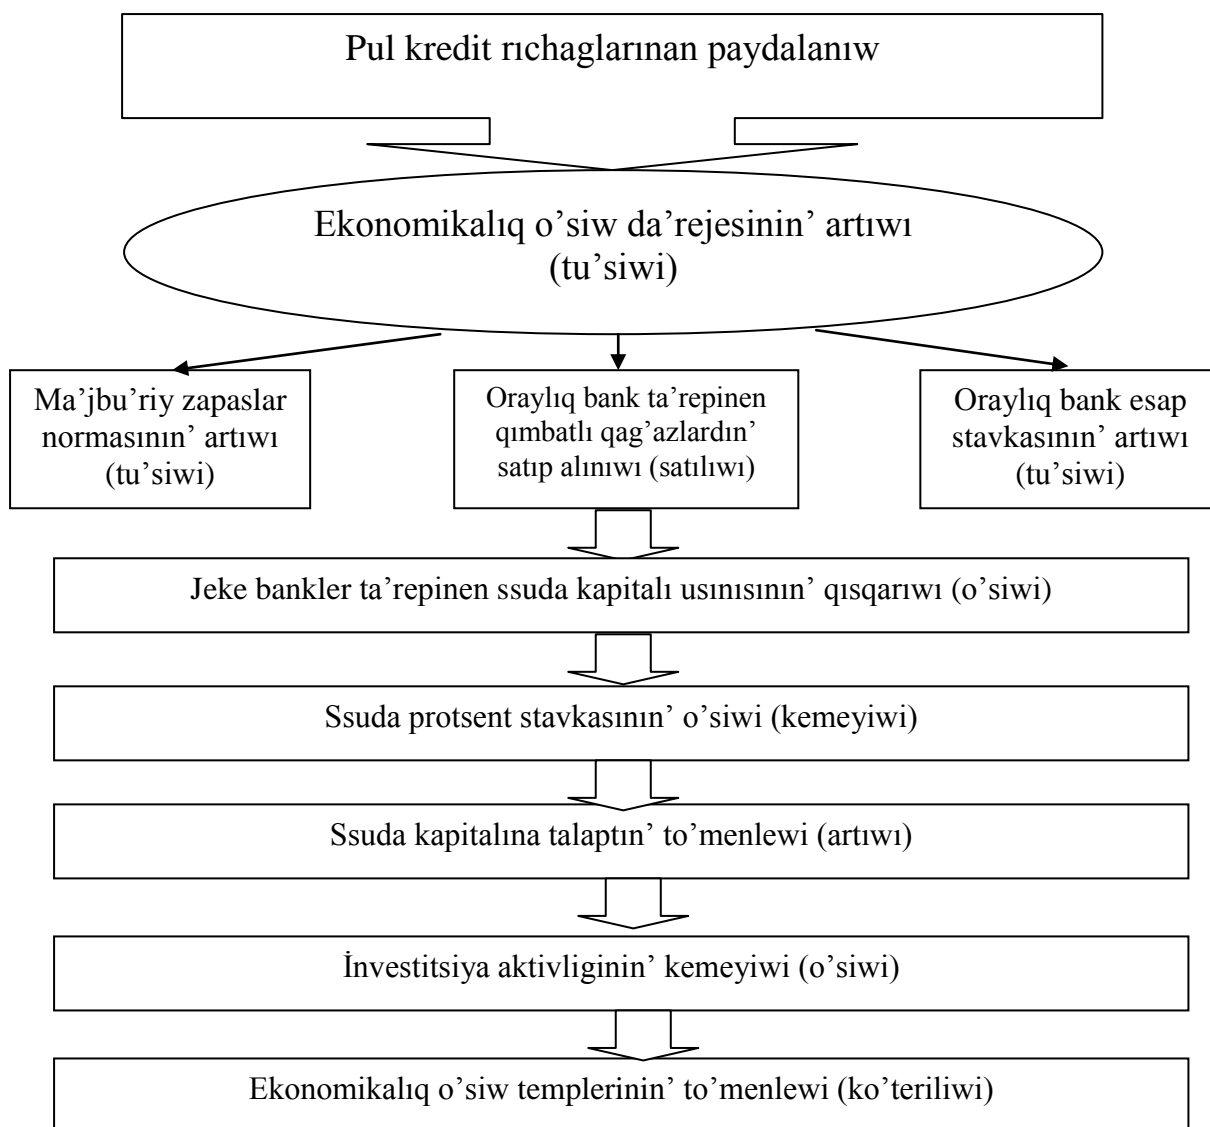 Pul kredit rıchaglarınan paydalanıw
Ekonomikalıq o’siw da’rejesinin’ artıwı
(tu’siwi)
Ma’jbu’riy zapaslar
normasının’ artıwı
(tu’siwi)
Oraylıq bank ta’repinen
qımbatlı qag’azlardın’
satıp alınıwı (satılıwı)
Oraylıq bank esap
stavkasının’ artıwı
(tu’siwi)
Jeke bankler ta’repinen ssuda kapitalı usınısının’ qısqarıwı (o’siwi)
Ssuda protsent stavkasının’ o’siwi (kemeyiwi)
Ssuda kapitalına talaptın’ to’menlewi (artıwı)
İnvestitsiya aktivliginin’ kemeyiwi (o’siwi)
Ekonomikalıq o’siw templerinin’ to’menlewi (ko’teriliwi)